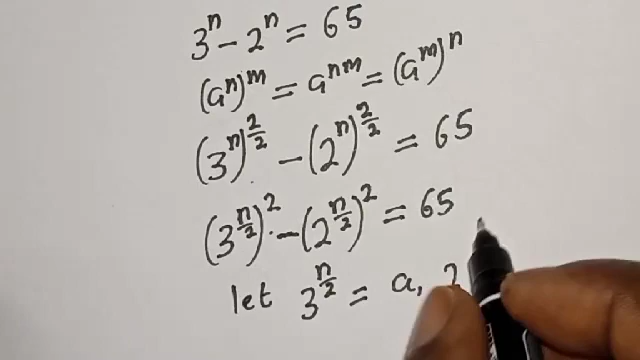 3^n - 2^n = 65
(a^n)^m = a^{nm} = (a^m)^n
(3^n)^{2/2} - (2^n)^{2/2} = 65
(3^{n/2})^2 - (2^{n/2})^2 = 65
let 3^{n/2} = a, 2